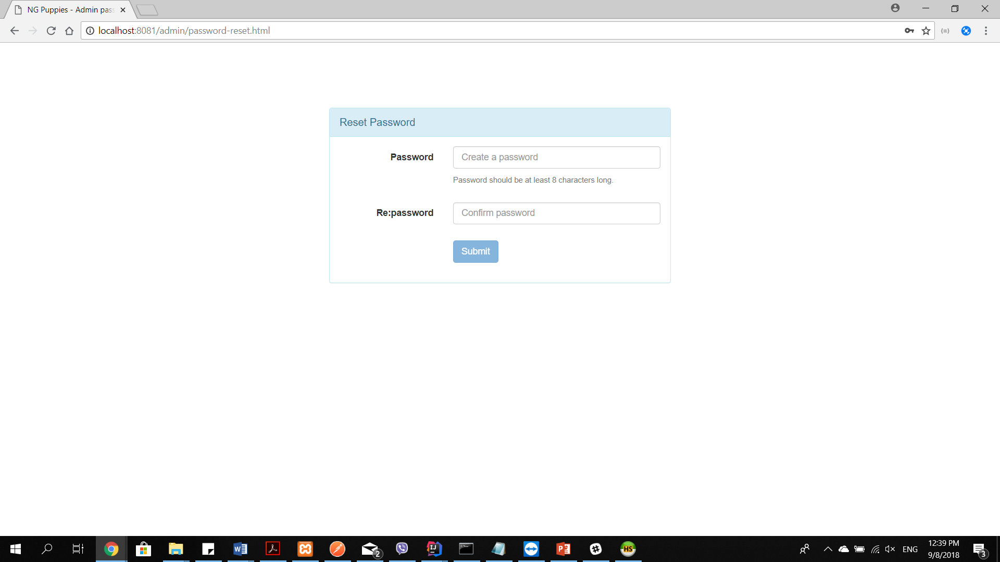 NG Puppies - Admin pas
localhost:8081/admin/password-reset.html
Reset Password
Password
Create a password
Password should be at least 8 characters long.
Re:password
Confirm password
Submit
2
HS
ENG
12:39 PM
9/8/2018
3